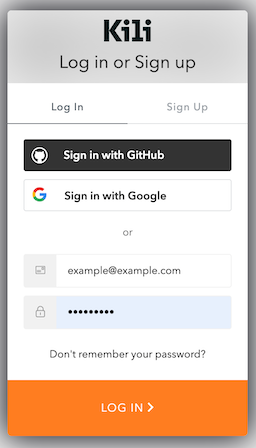 Kili
Log in or Sign up
Log In
Sign Up
Sign in with GitHub
Sign in with Google
or
example@example.com
•••••••••
Don't remember your password?
LOG IN